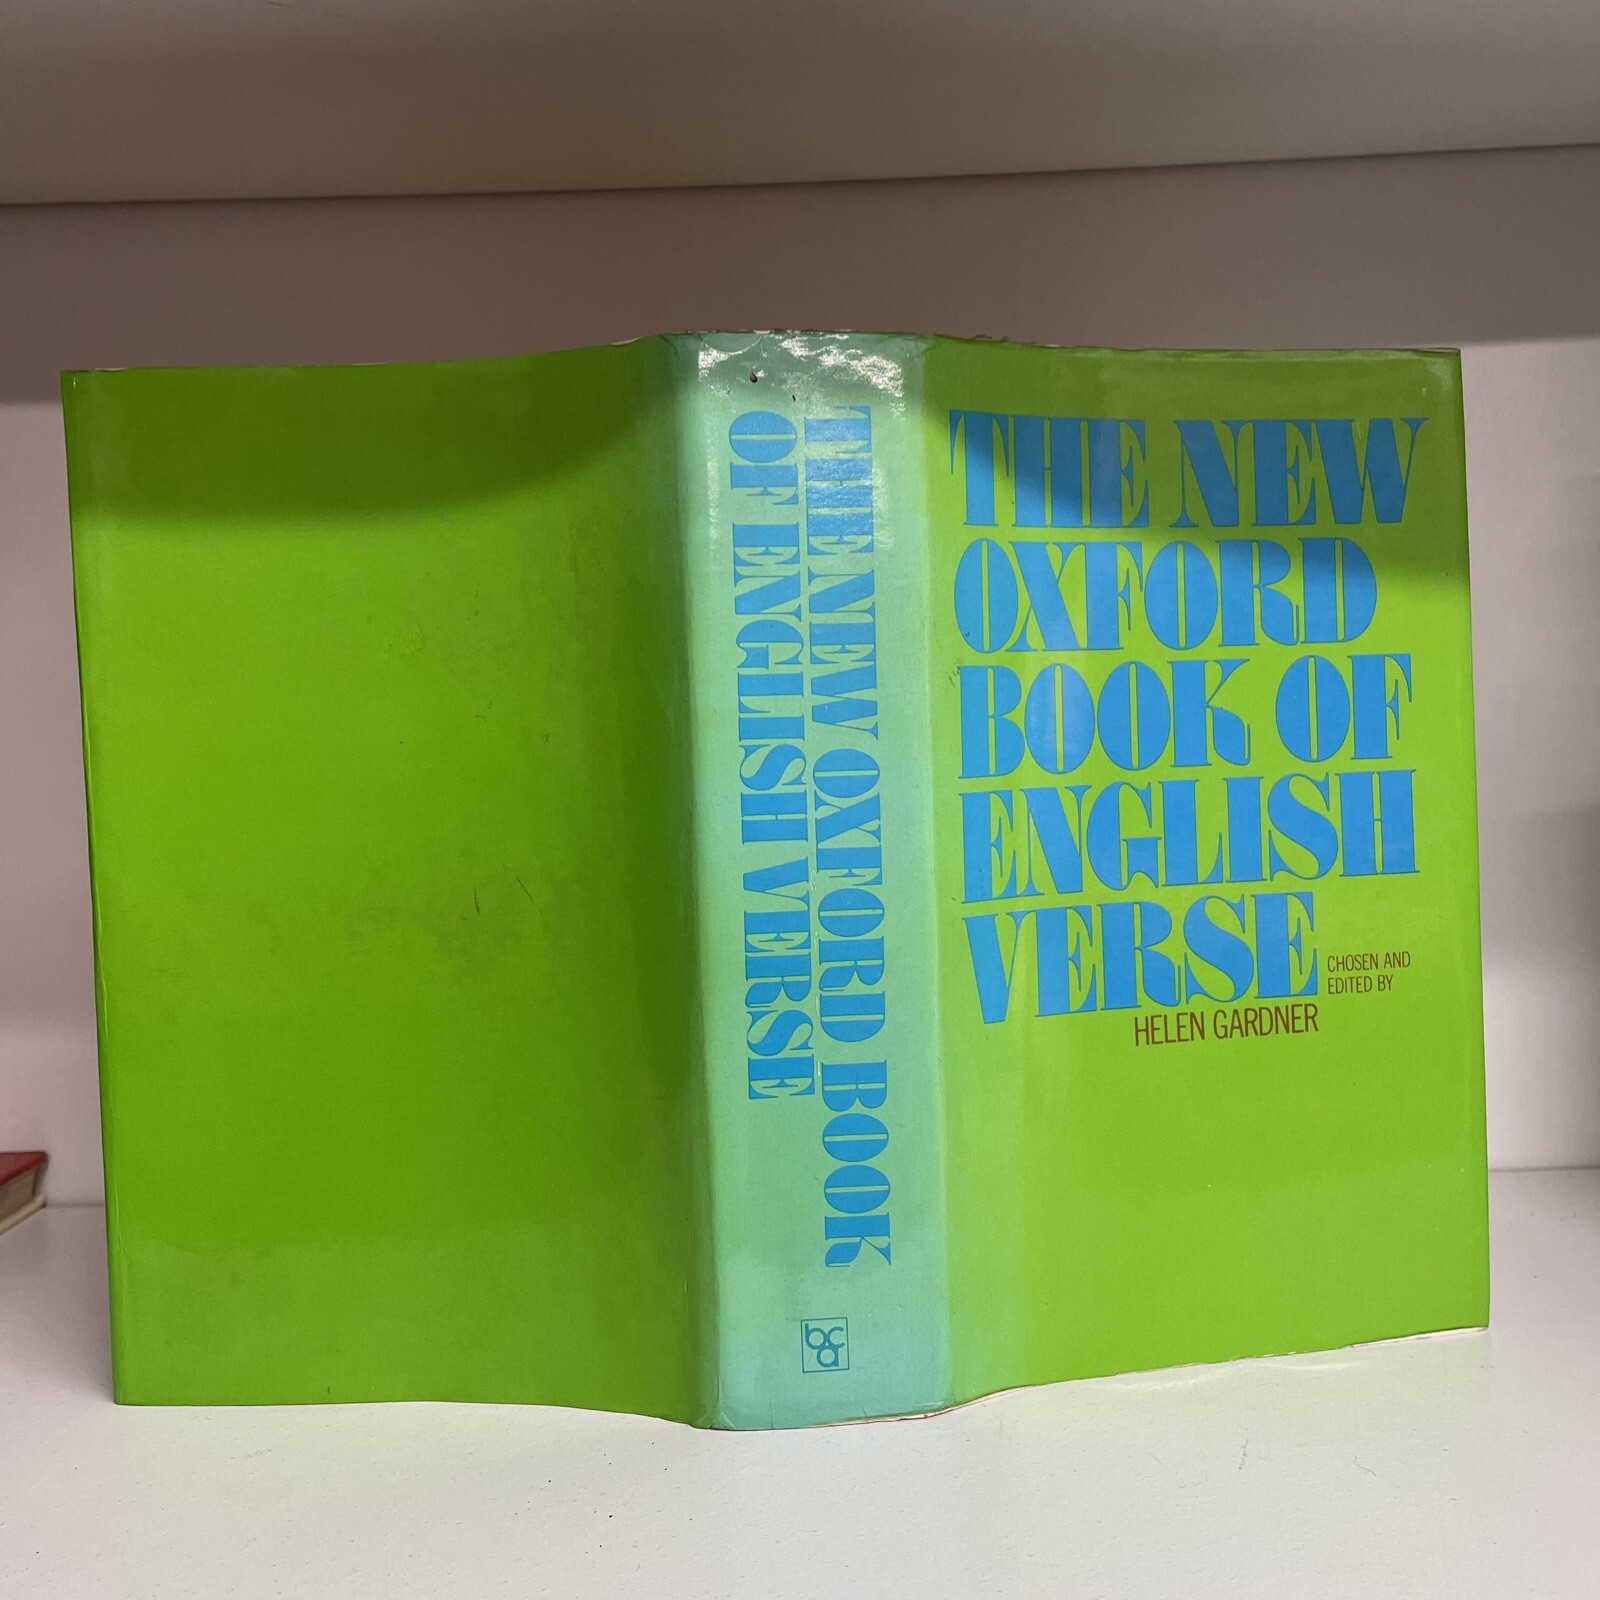 THE NEW OXFORD BOOK
OF ENGLISH VERSE
bca
THE NEW
OXFORD
BOOK OF
ENGLISH
VERSE
CHOSEN AND
EDITED BY
HELEN GARDNER